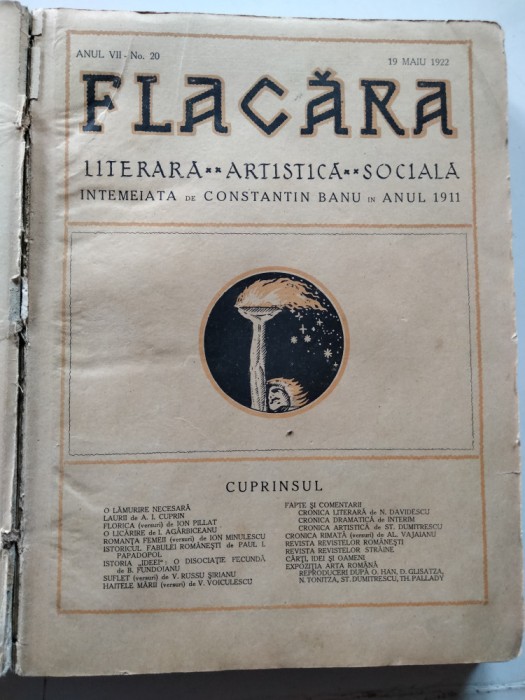 ANUL VII - No. 20
19 MAIU 1922
FLACĂRA
LITERARA ** ARTISTICA ** SOCIALA
INTEMEIATA DE CONSTANTIN BANU IN ANUL 1911
CUPRINSUL
O LĂMURIRE NECESARĂ
LAURII de A. I. CUPRIN
FLORICA (versuri) de ION PILLAT
O LICĂRIRE de I. AGÂRBICEANU
ROMANȚA FEMEII (versuri) de ION MINULESCU
ISTORICUL FABULEI ROMÂNEȘTI de PAUL I.
PAPADOPOL
ISTORIA „IDEEP" : O DISOCIAȚIE FECUNDĂ
de B. FUNDOIANU
SUFLET (versuri) de V. RUSSU ȘIRIANU
HAITELE MĂRII (versuri) de V. VOICULESCU
FAPTE ȘI COMENTARII
CRONICA LITERARĂ de N. DAVIDESCU
CRONICA DRAMATICĂ de INTERIM
CRONICA ARTISTICĂ de ST. DUMITRESCU
CRONICA RIMATĂ (versuri) de AL. VAJAIANU
REVISTA REVISTELOR ROMÂNEȘTI
REVISTA REVISTELOR STRĂINE
CĂRȚI, IDEI ȘI OAMENI
EXPOZIȚIA ARTA ROMÂNĂ
REPRODUCERI DUPĂ O. HAN, D. GLISATZA,
N. TONITZA, ST. DUMITRESCU, TH. PALLADY